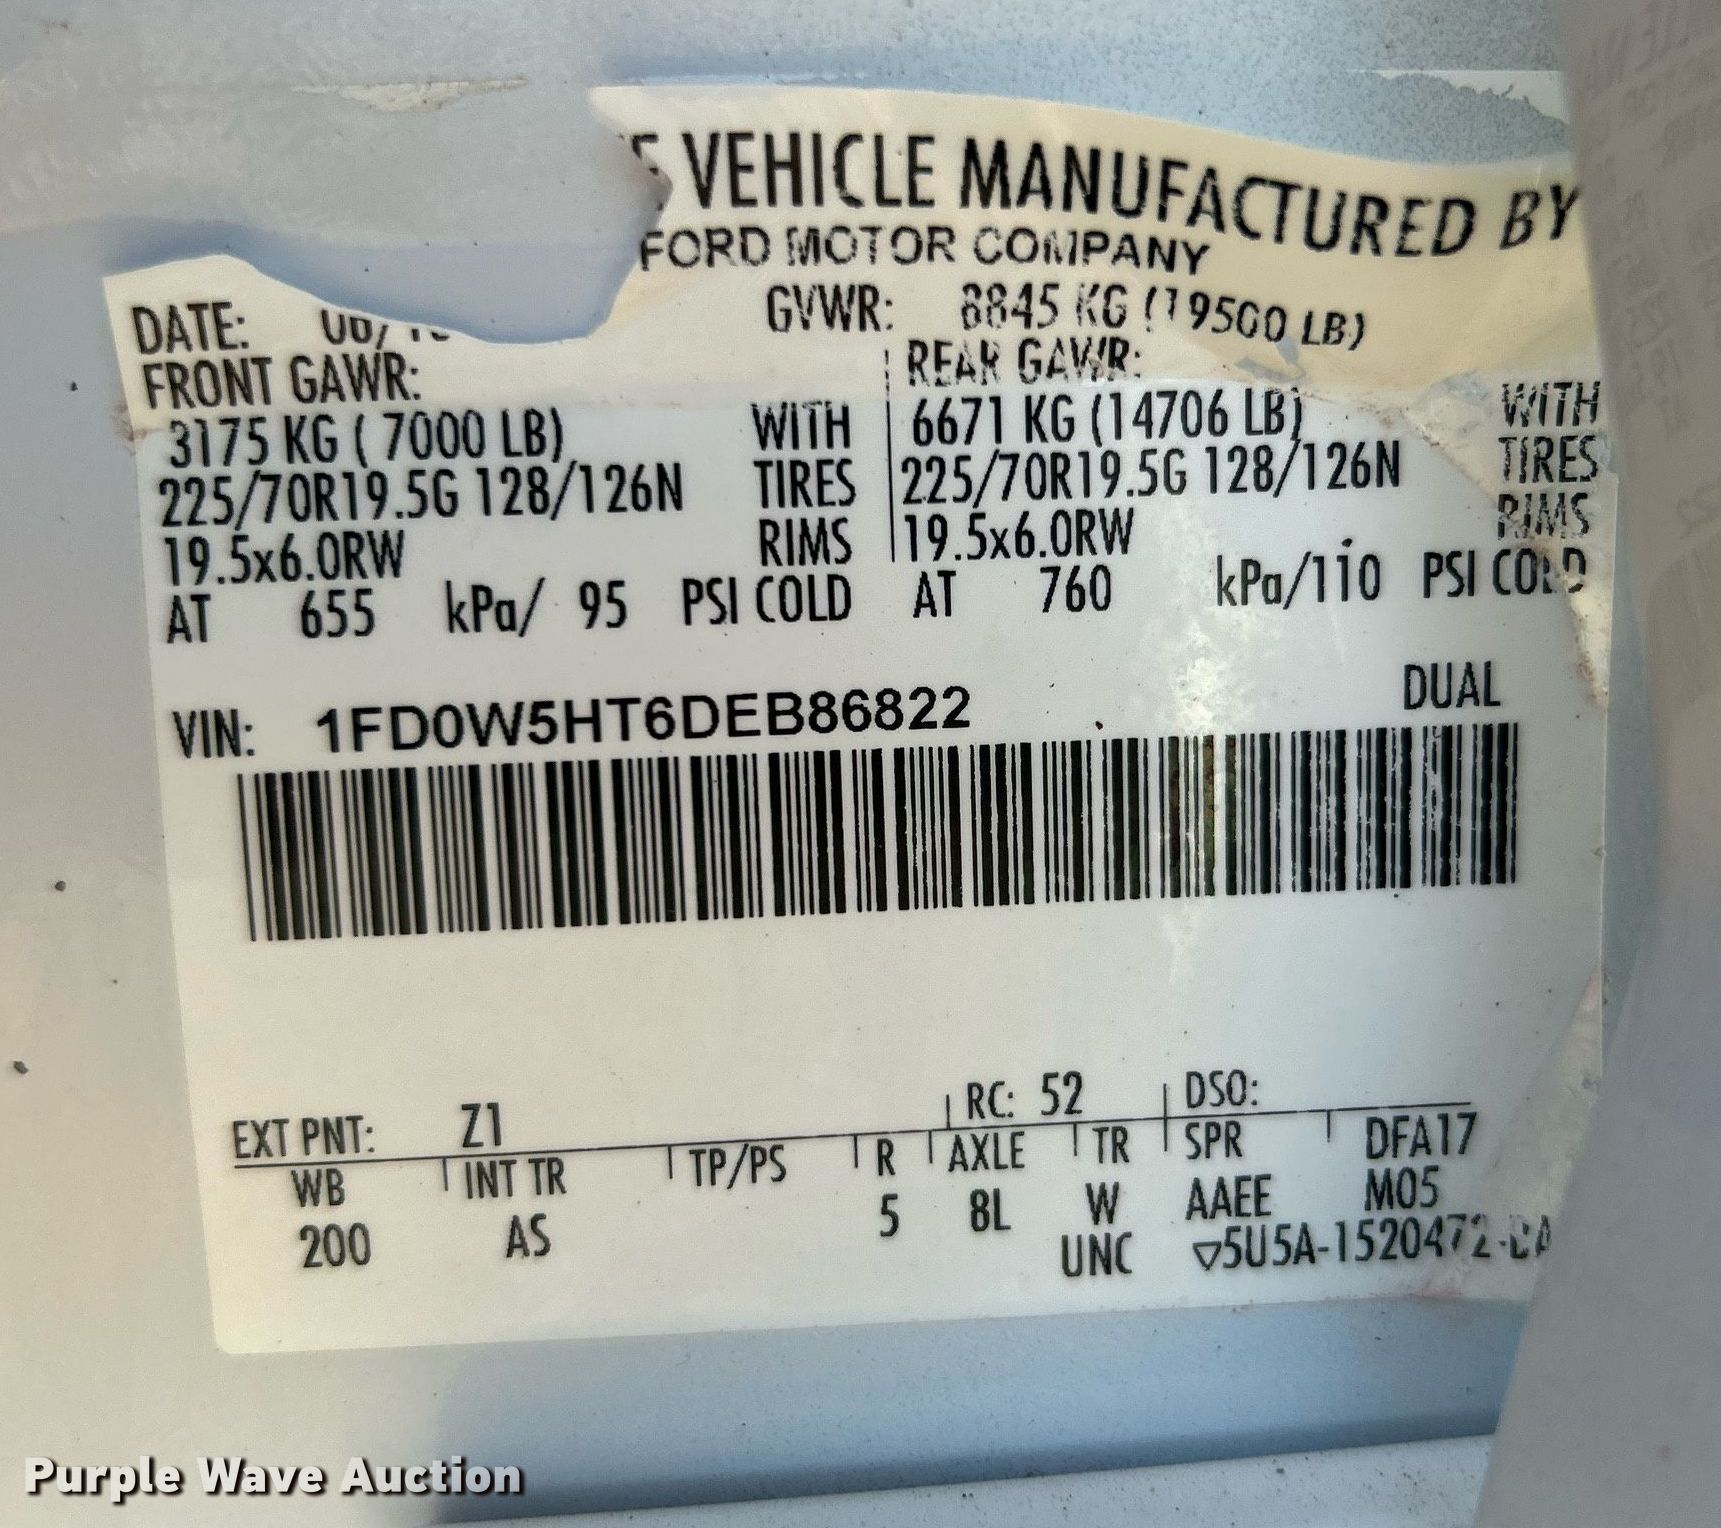 VEHICLE MANUFACTURED BY
FORD MOTOR COMPANY
DATE: GVWR: 8845 KG (19500 LB)
FRONT GAWR: REAR GAWR:
3175 KG ( 7000 LB) WITH 6671 KG (14706 LB) WITH
225/70R19.5G 128/126N TIRES 225/70R19.5G 128/126N TIRES
19.5x6.0RW RIMS 19.5x6.0RW RIMS
AT 655 kPa/ 95 PSI COLD AT 760 kPa/110 PSI COLD
DUAL
VIN: 1FD0W5HT6DEB86822
EXT PNT: Z1 RC: 52 DSO:
WB INT TR TP/PS R AXLE TR SPR DFA17
200 AS 5 8L W AAEE M05
UNC ▽5U5A-1520472-BA
Purple Wave Auction